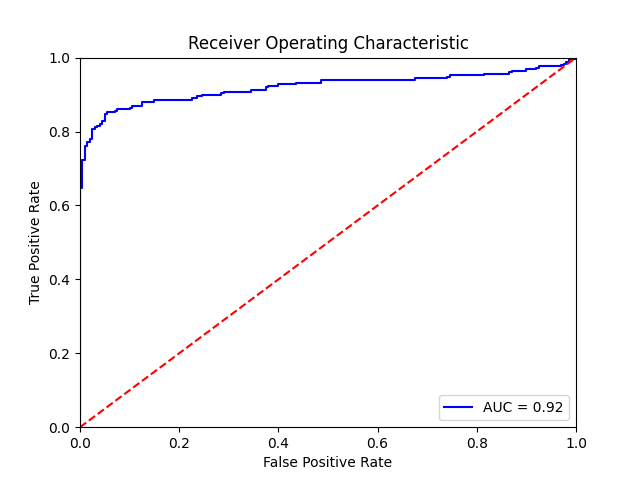 Receiver Operating Characteristic
1.0
0.8
0.6
0.4
0.2
0.0
True Positive Rate
AUC = 0.92
0.0 0.2 0.4 0.6 0.8 1.0
False Positive Rate